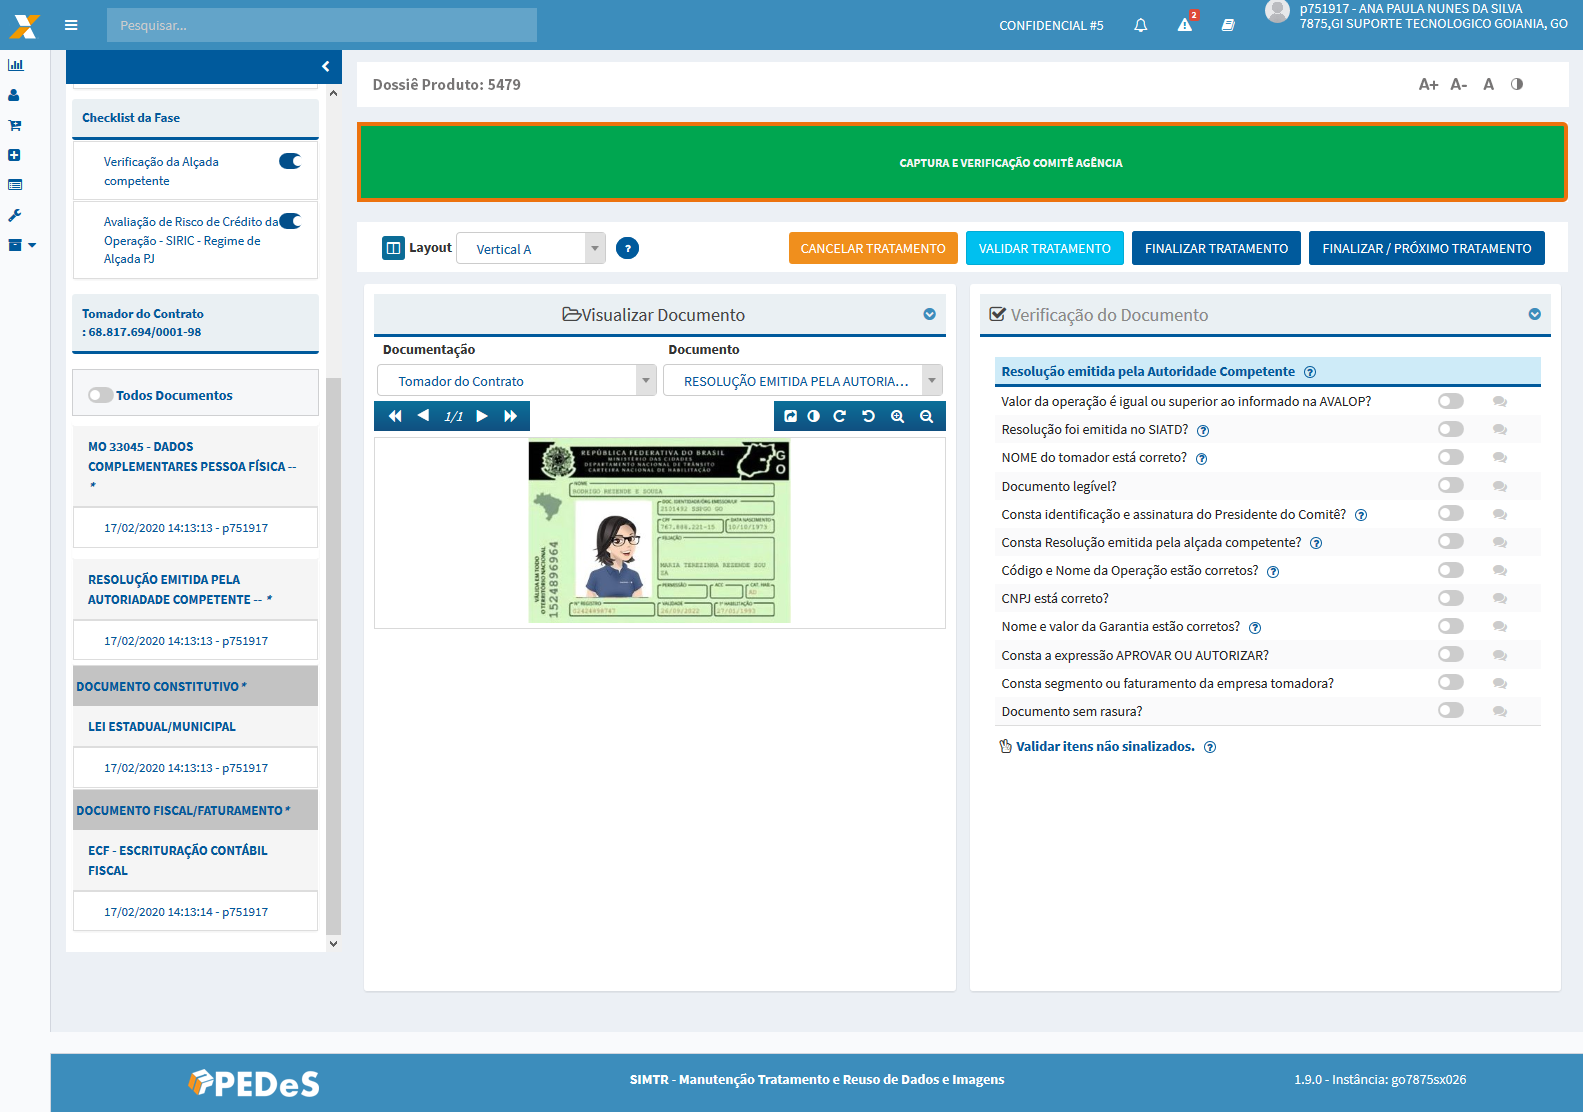 Pesquisar...
CONFIDENCIAL #5
2
p751917 - ANA PAULA NUNES DA SILVA
7875,GI SUPORTE TECNOLOGICO GOIANIA, GO
Checklist da Fase
Verificação da Alçada
competente
Avaliação de Risco de Crédito da
Operação - SIRIC - Regime de
Alçada PJ
Tomador do Contrato
: 68.817.694/0001-98
Todos Documentos
MO 33045 - DADOS
COMPLEMENTARES PESSOA FÍSICA --
*
17/02/2020 14:13:13 - p751917
RESOLUÇÃO EMITIDA PELA
AUTORIADADE COMPETENTE -- *
17/02/2020 14:13:13 - p751917
DOCUMENTO CONSTITUTIVO *
LEI ESTADUAL/MUNICIPAL
17/02/2020 14:13:13 - p751917
DOCUMENTO FISCAL/FATURAMENTO *
ECF - ESCRITURAÇÃO CONTÁBIL
FISCAL
17/02/2020 14:13:14 - p751917
Dossiê Produto: 5479
A+ A- A
CAPTURA E VERIFICAÇÃO COMITÊ AGÊNCIA
Layout
Vertical A
?
CANCELAR TRATAMENTO
VALIDAR TRATAMENTO
FINALIZAR TRATAMENTO
FINALIZAR / PRÓXIMO TRATAMENTO
Visualizar Documento
Documentação
Documento
Tomador do Contrato
RESOLUÇÃO EMITIDA PELA AUTORIA...
1/1
REPÚBLICA FEDERATIVA DO BRASIL
MINISTÉRIO DAS CIDADES
DEPARTAMENTO NACIONAL DE TRÂNSITO
CARTEIRA NACIONAL DE HABILITAÇÃO
GO
NOME
RODRIGO REZENDE E SOUSA
DOC. IDENTIDADE/ÓRG EMISSOR/UF
2131492 SSPGO GO
CPF
DATA NASCIMENTO
767.886.221-15
10/10/1973
FILIAÇÃO
MARIA TEREZINHA REZENDE SOU
SA
PERMISSÃO
ACC
CAT. HAB.
AD
Nº REGISTRO
VALIDADE
1ª HABILITAÇÃO
02424898747
26/09/2022
27/01/1993
VÁLIDA EM TODO
O TERRITÓRIO NACIONAL
1524896964
Verificação do Documento
Resolução emitida pela Autoridade Competente ?
Valor da operação é igual ou superior ao informado na AVALOP?
Resolução foi emitida no SIATD? ?
NOME do tomador está correto? ?
Documento legível?
Consta identificação e assinatura do Presidente do Comitê? ?
Consta Resolução emitida pela alçada competente? ?
Código e Nome da Operação estão corretos? ?
CNPJ está correto?
Nome e valor da Garantia estão corretos? ?
Consta a expressão APROVAR OU AUTORIZAR?
Consta segmento ou faturamento da empresa tomadora?
Documento sem rasura?
Validar itens não sinalizados. ?
PEDeS
SIMTR - Manutenção Tratamento e Reuso de Dados e Imagens
1.9.0 - Instância: go7875sx026